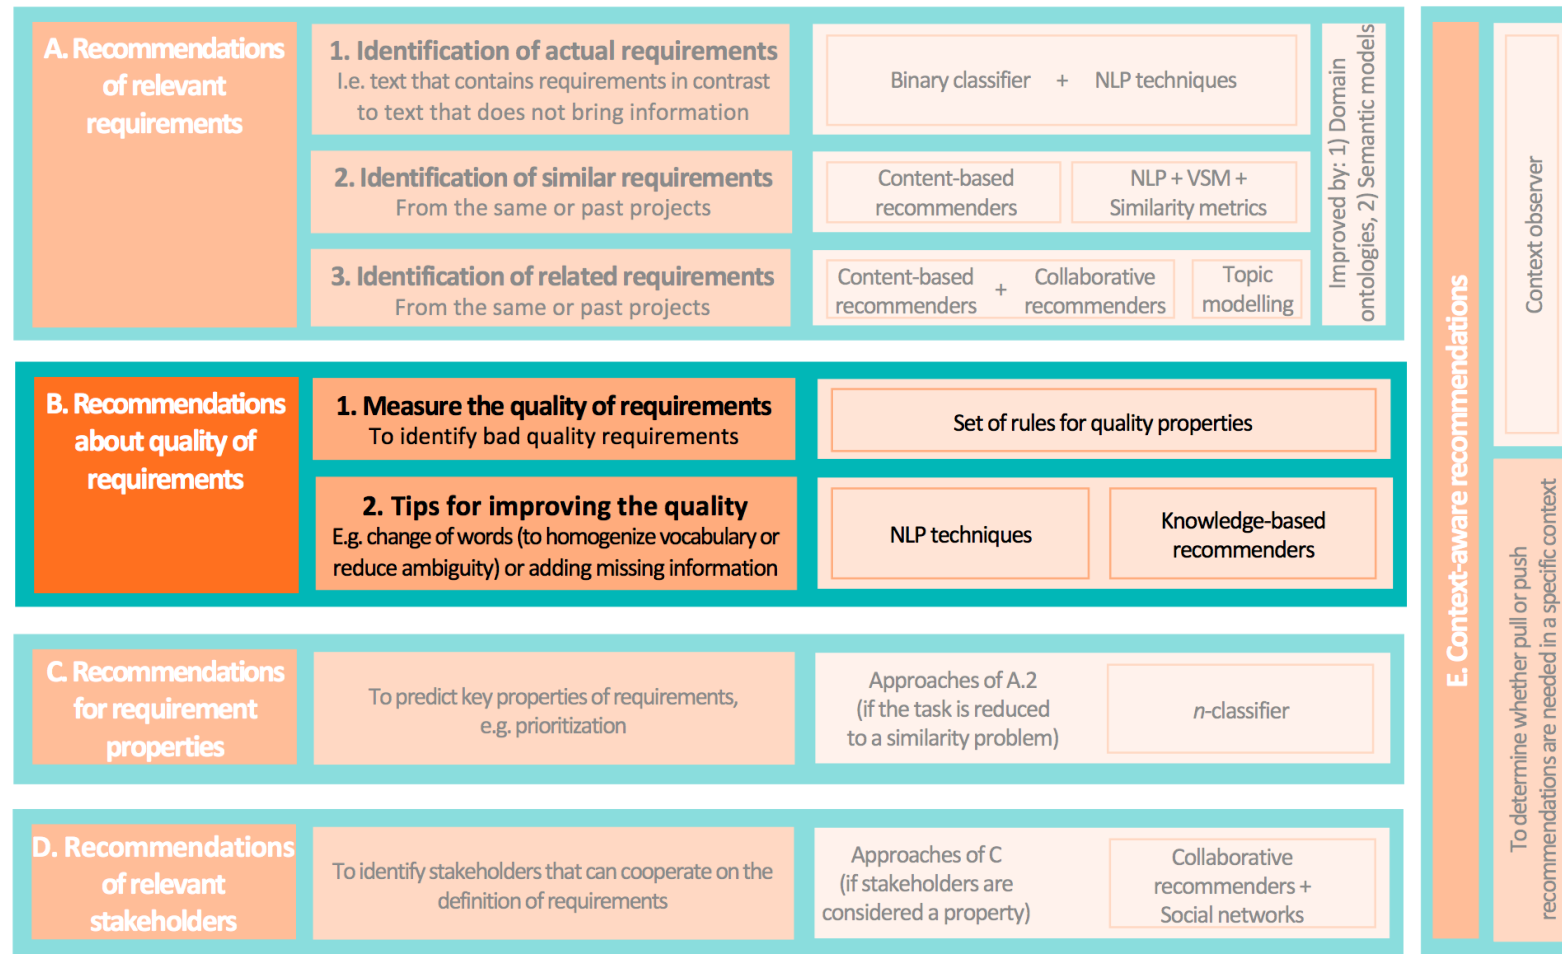 A. Recommendations
of relevant
requirements
1. Identification of actual requirements
I.e. text that contains requirements in contrast
to text that does not bring information
Binary classifier + NLP techniques
2. Identification of similar requirements
From the same or past projects
Content-based
recommenders
NLP + VSM +
Similarity metrics
3. Identification of related requirements
From the same or past projects
Content-based
recommenders
+
Collaborative
recommenders
Topic
modelling
Improved by: 1) Domain
ontologies, 2) Semantic models
B. Recommendations
about quality of
requirements
1. Measure the quality of requirements
To identify bad quality requirements
Set of rules for quality properties
2. Tips for improving the quality
E.g. change of words (to homogenize vocabulary or
reduce ambiguity) or adding missing information
NLP techniques
Knowledge-based
recommenders
C. Recommendations
for requirement
properties
To predict key properties of requirements,
e.g. prioritization
Approaches of A.2
(if the task is reduced
to a similarity problem)
n-classifier
D. Recommendations
of relevant
stakeholders
To identify stakeholders that can cooperate on the
definition of requirements
Approaches of C
(if stakeholders are
considered a property)
Collaborative
recommenders +
Social networks
E. Context-aware recommendations
Context observer
To determine whether pull or push
recommendations are needed in a specific context